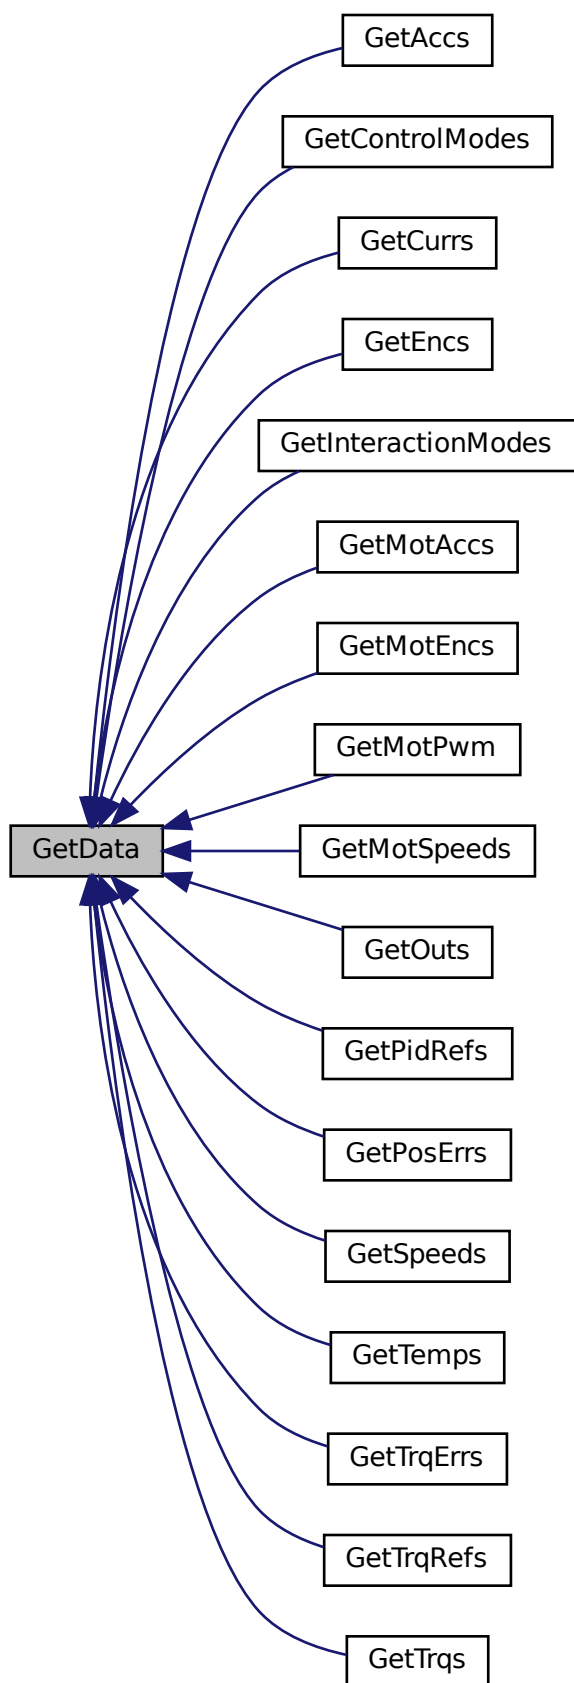 GetAccs
GetControlModes
GetCurrs
GetEncs
GetInteractionModes
GetMotAccs
GetMotEncs
GetMotPwm
GetData
GetMotSpeeds
GetOuts
GetPidRefs
GetPosErrs
GetSpeeds
GetTemps
GetTrqErrs
GetTrqRefs
GetTrqs